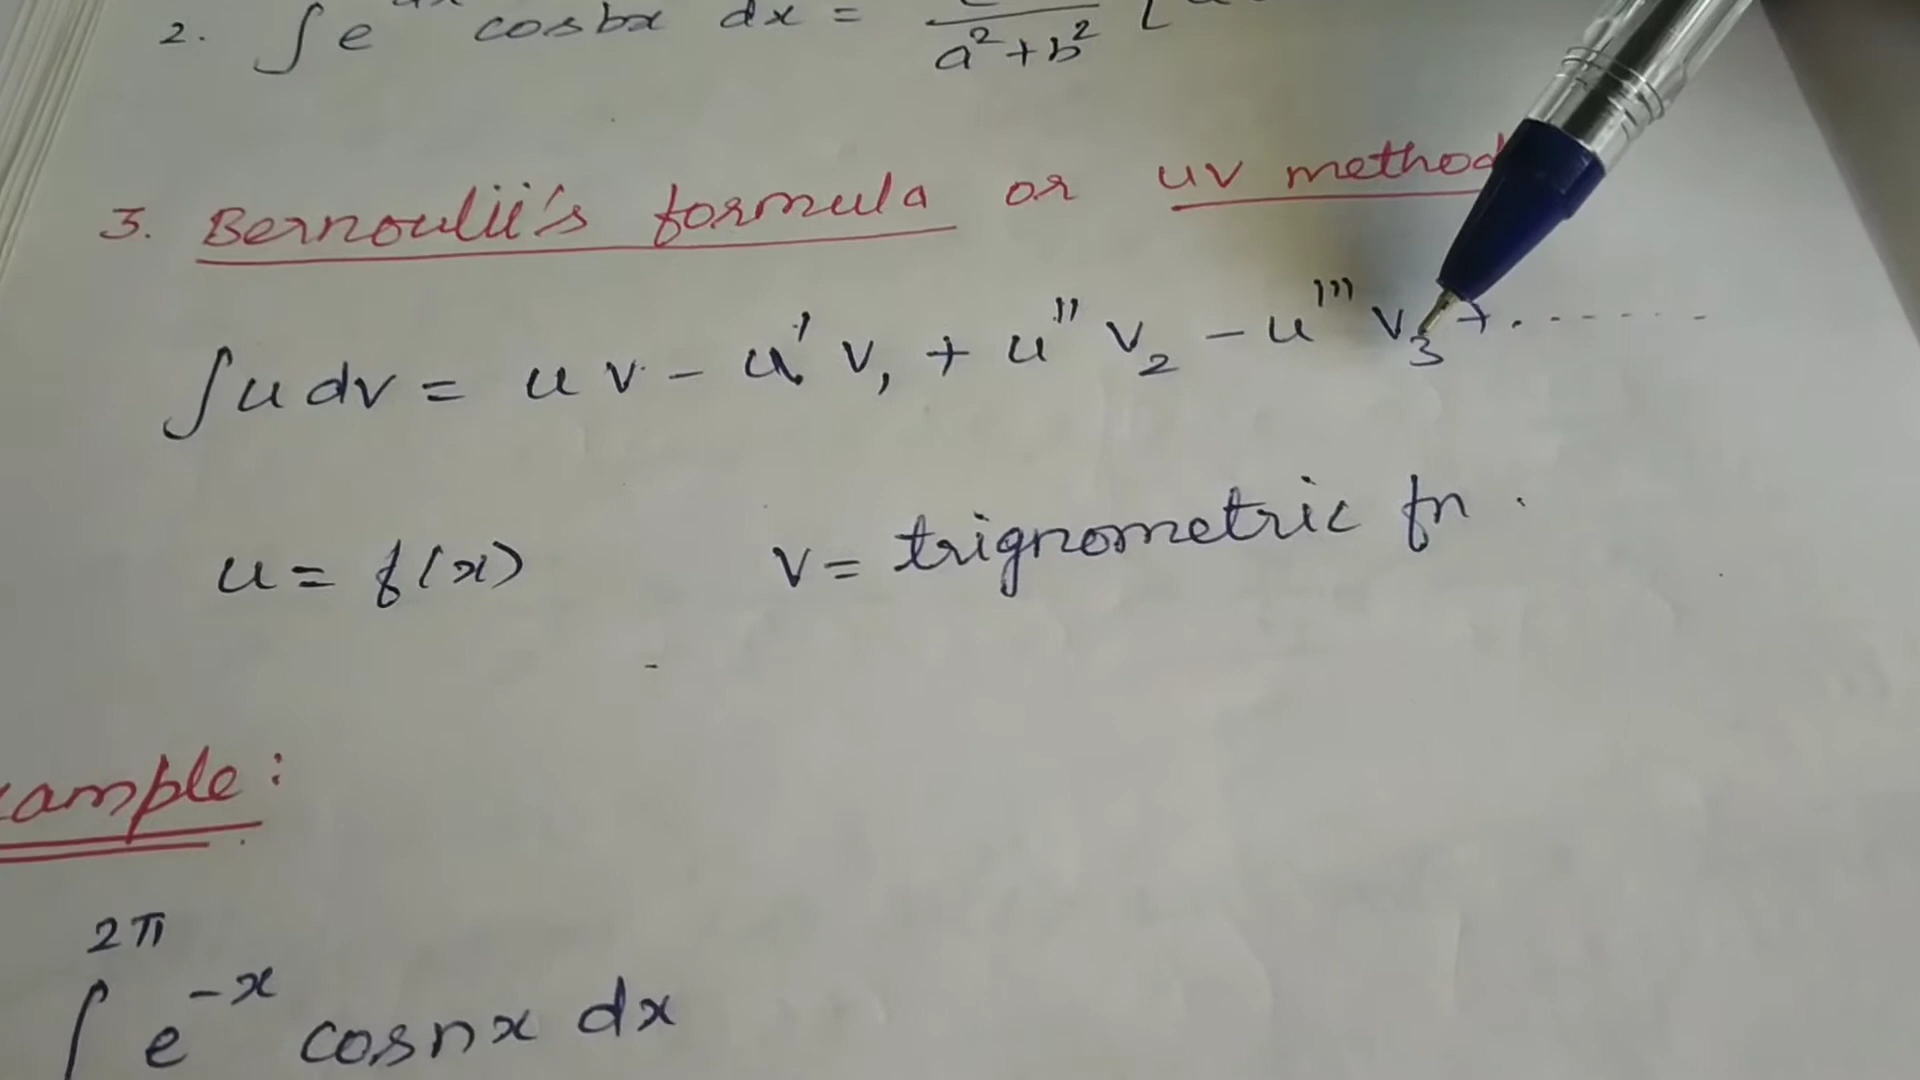 2. ∫ e cosbx dx = / a² + b² [
3. Bernoulii's formula or uv method
∫u dv = uv - u'v₁ + u''v₂ - u'''v₃ + .......
u = f(x) v = trignometric fn.
ample:
2π
∫ e⁻ˣ cosnx dx